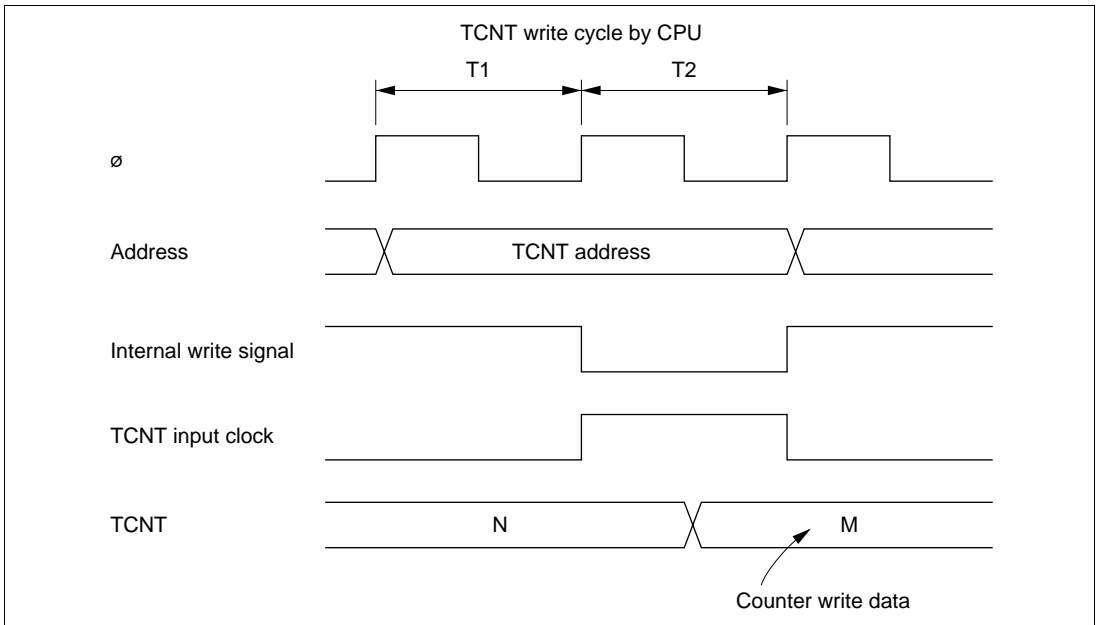 TCNT write cycle by CPU
T1 T2
ø
Address TCNT address
Internal write signal
TCNT input clock
TCNT N M
Counter write data